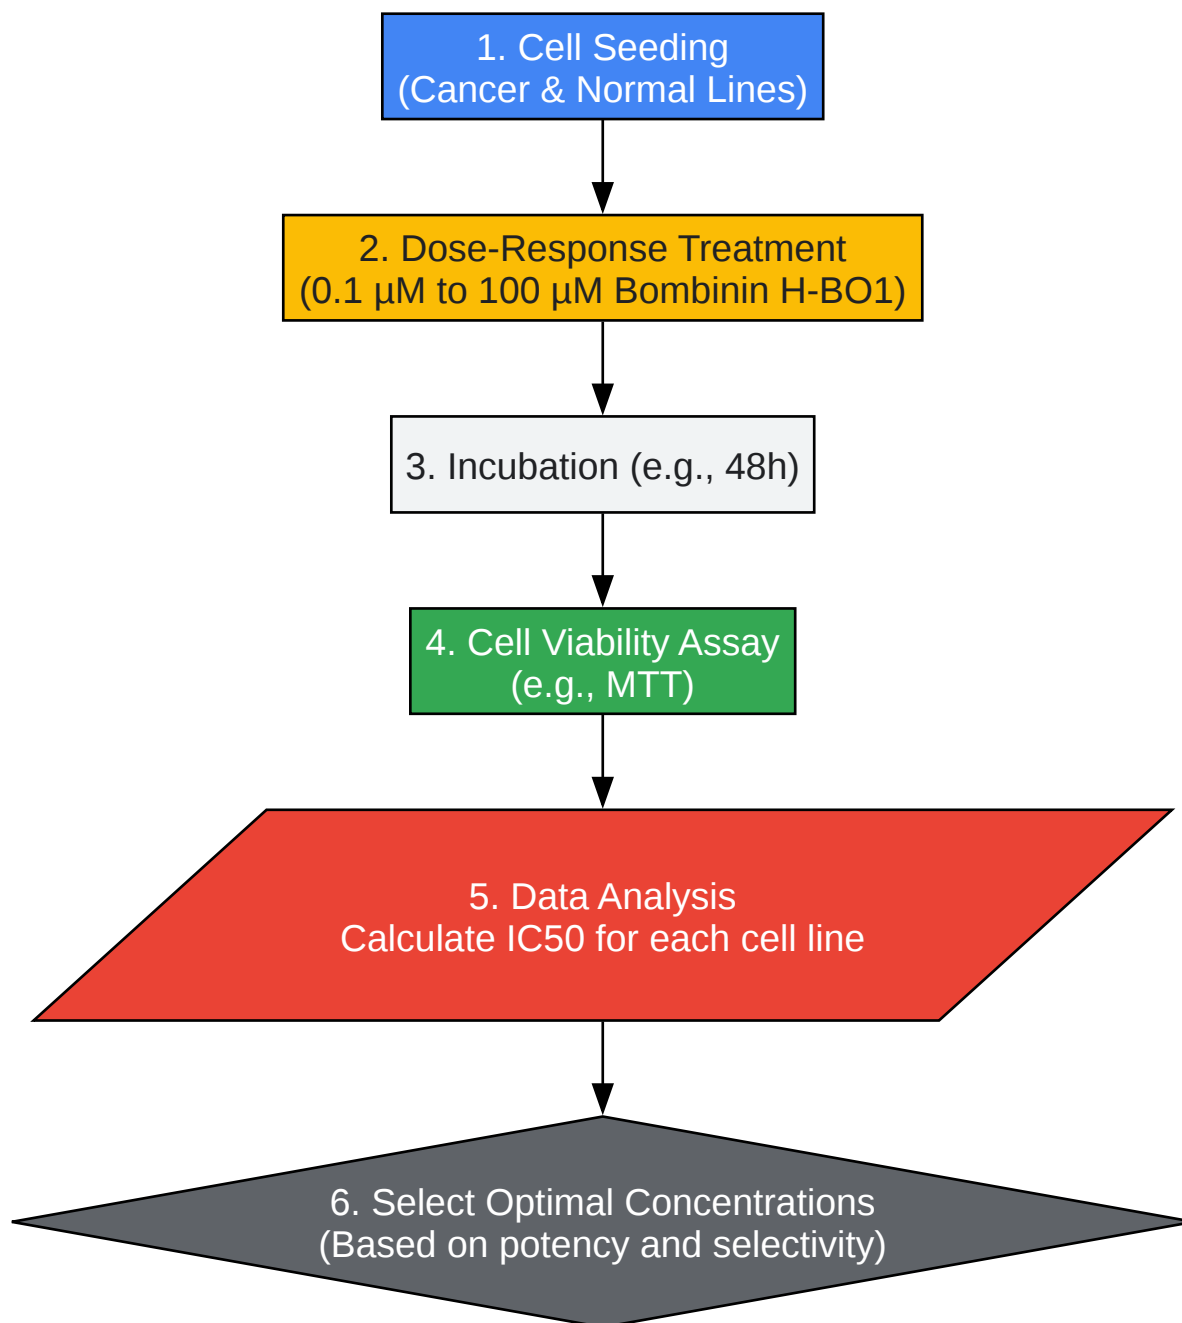 1. Cell Seeding
(Cancer & Normal Lines)
2. Dose-Response Treatment
(0.1 µM to 100 µM Bombinin H-BO1)
3. Incubation (e.g., 48h)
4. Cell Viability Assay
(e.g., MTT)
5. Data Analysis
Calculate IC50 for each cell line
6. Select Optimal Concentrations
(Based on potency and selectivity)